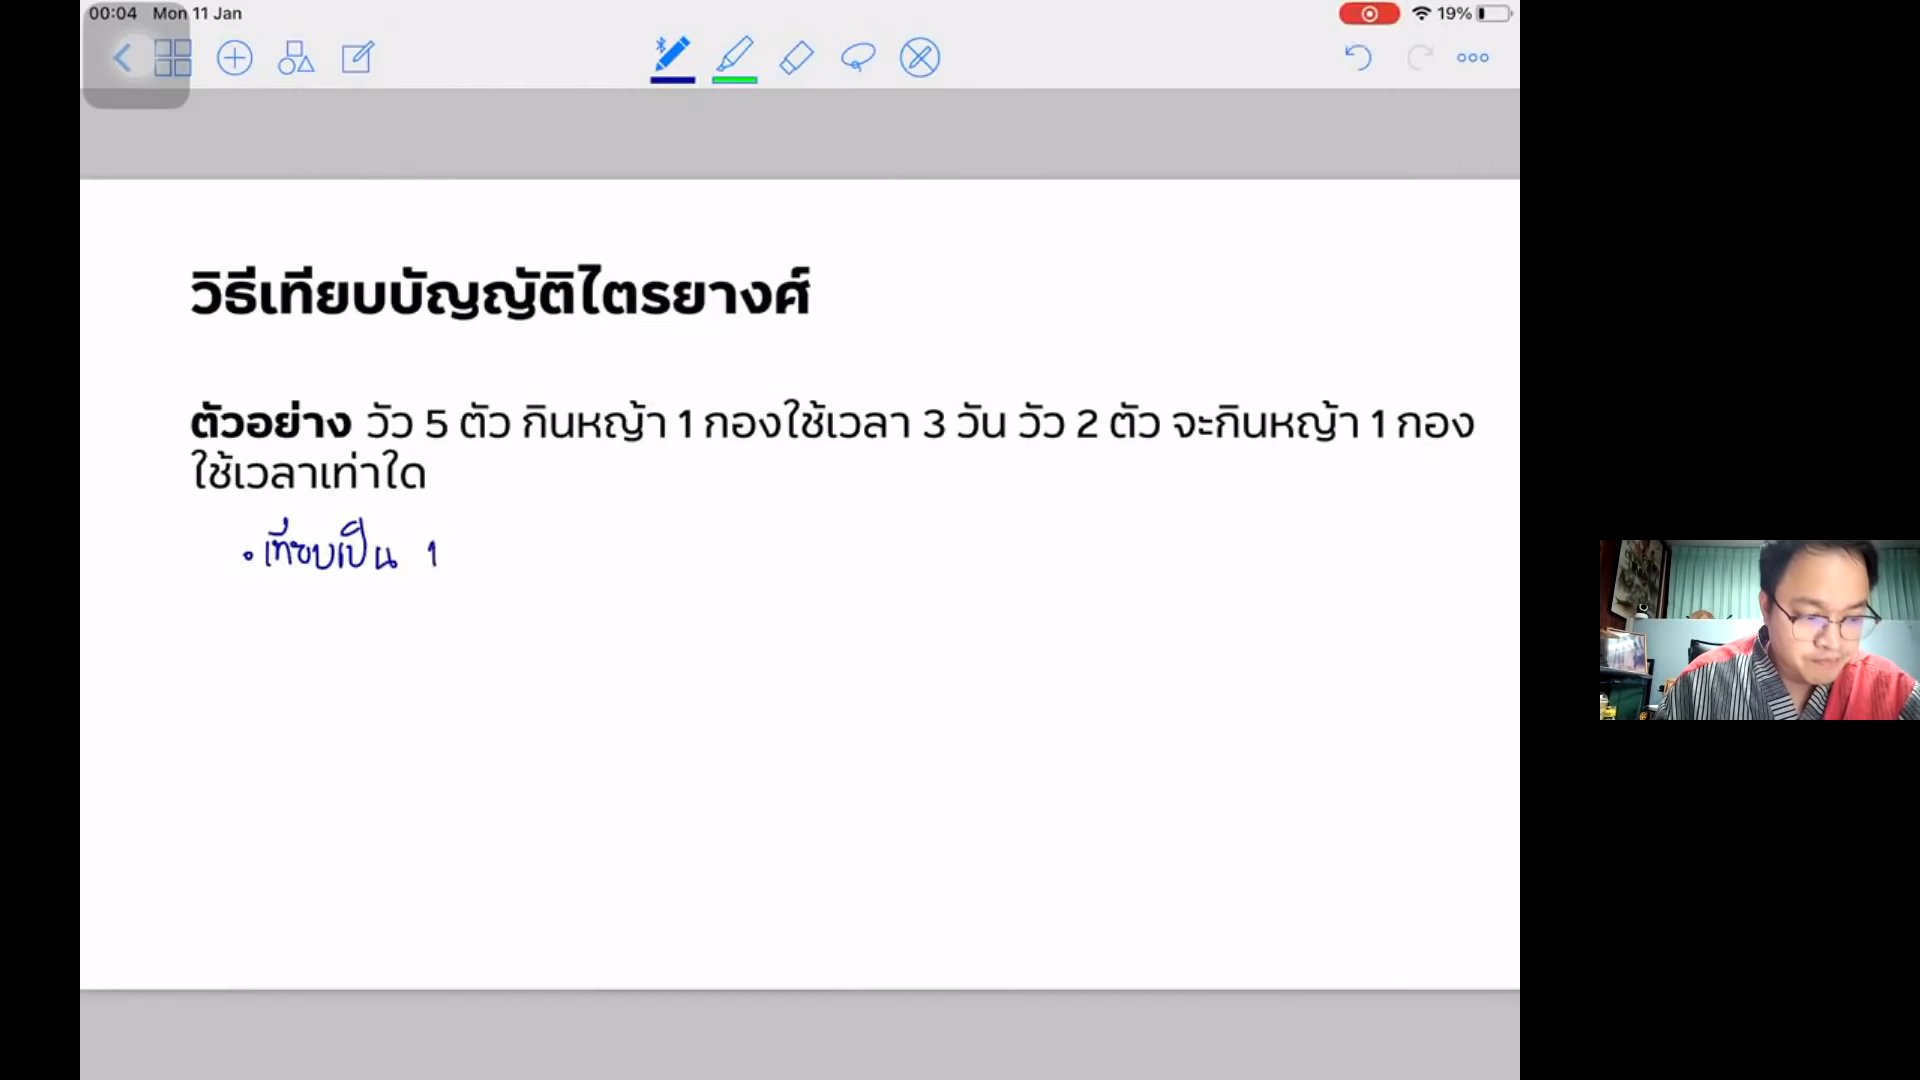 00:04 Mon 11 Jan 19%
วิธีเทียบบัญญัติไตรยางศ์
ตัวอย่าง วัว 5 ตัว กินหญ้า 1 กองใช้เวลา 3 วัน วัว 2 ตัว จะกินหญ้า 1 กอง
ใช้เวลาเท่าใด
• เทียบเป็น 1